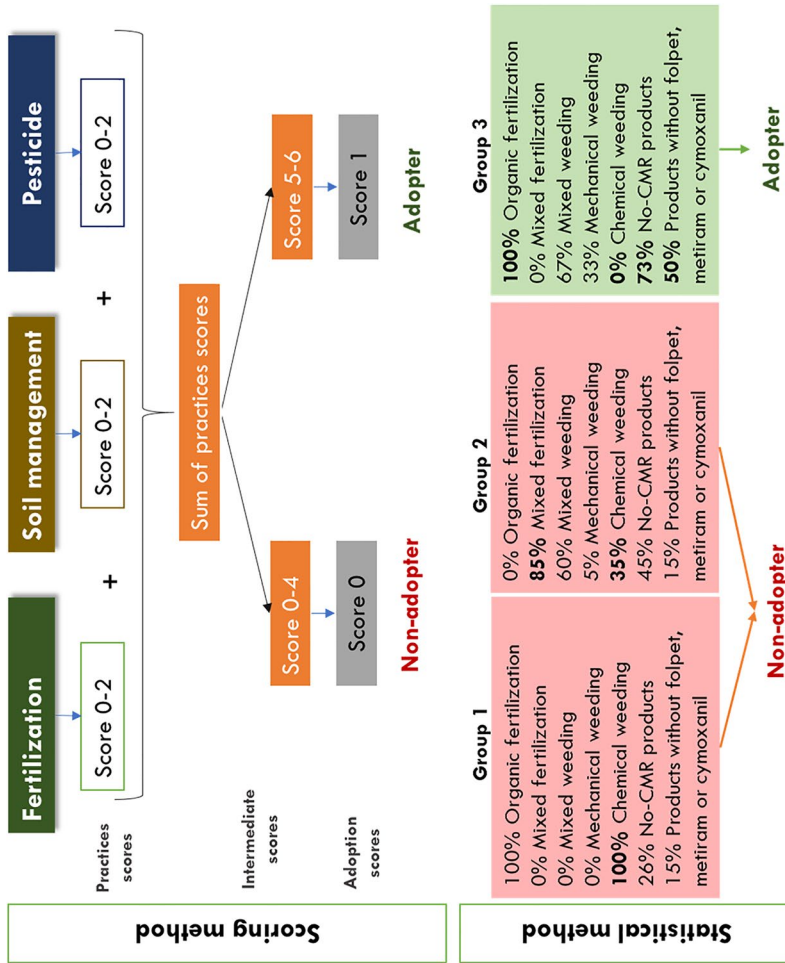 Scoring method
Fertilization
Soil management
Pesticide
Practices
scores
Score 0-2
+
Score 0-2
+
Score 0-2
Sum of practices scores
Intermediate
scores
Score 0-4
Score 5-6
Adoption
scores
Score 0
Score 1
Non-adopter
Adopter
Statistical method
Group 1
100% Organic fertilization
0% Mixed fertilization
0% Mixed weeding
0% Mechanical weeding
100% Chemical weeding
26% No-CMR products
15% Products without folpet,
metiram or cymoxanil
Group 2
0% Organic fertilization
85% Mixed fertilization
60% Mixed weeding
5% Mechanical weeding
35% Chemical weeding
45% No-CMR products
15% Products without folpet,
metiram or cymoxanil
Group 3
100% Organic fertilization
0% Mixed fertilization
67% Mixed weeding
33% Mechanical weeding
0% Chemical weeding
73% No-CMR products
50% Products without folpet,
metiram or cymoxanil
Non-adopter
Adopter